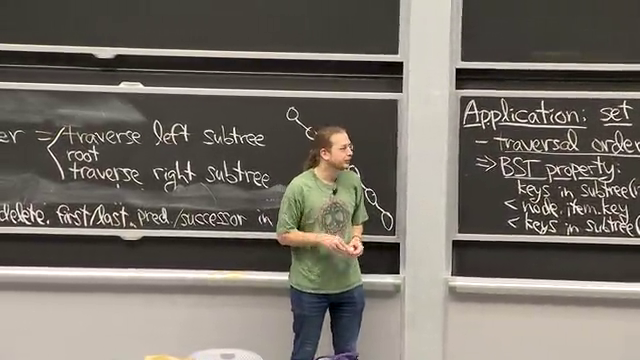 er = traverse left subtree
root
traverse right subtree
delete, first/last, pred./successor in
Application: set
- traversal order
⇒ BST property:
keys in subtree(
< node.item.key
< keys in subtree(